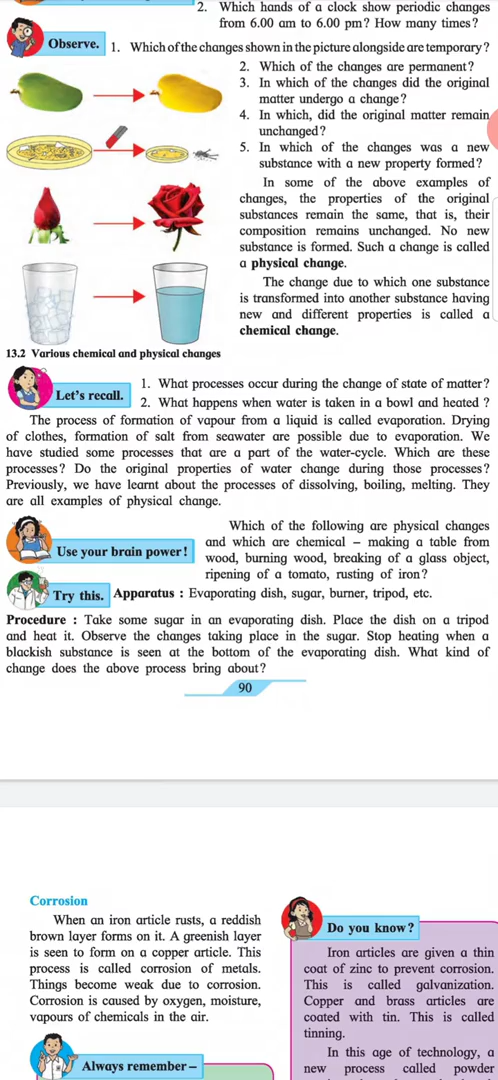 2. Which hands of a clock show periodic changes
from 6.00 am to 6.00 pm? How many times?
Observe.
1. Which of the changes shown in the picture alongside are temporary?
2. Which of the changes are permanent?
3. In which of the changes did the original
matter undergo a change?
4. In which, did the original matter remain
unchanged?
5. In which of the changes was a new
substance with a new property formed?
In some of the above examples of
changes, the properties of the original
substances remain the same, that is, their
composition remains unchanged. No new
substance is formed. Such a change is called
a physical change.
The change due to which one substance
is transformed into another substance having
new and different properties is called a
chemical change.
13.2 Various chemical and physical changes
Let's recall.
1. What processes occur during the change of state of matter?
2. What happens when water is taken in a bowl and heated ?
The process of formation of vapour from a liquid is called evaporation. Drying
of clothes, formation of salt from seawater are possible due to evaporation. We
have studied some processes that are a part of the water-cycle. Which are these
processes? Do the original properties of water change during those processes?
Previously, we have learnt about the processes of dissolving, boiling, melting. They
are all examples of physical change.
Use your brain power!
Which of the following are physical changes
and which are chemical - making a table from
wood, burning wood, breaking of a glass object,
ripening of a tomato, rusting of iron?
Try this.
Apparatus : Evaporating dish, sugar, burner, tripod, etc.
Procedure : Take some sugar in an evaporating dish. Place the dish on a tripod
and heat it. Observe the changes taking place in the sugar. Stop heating when a
blackish substance is seen at the bottom of the evaporating dish. What kind of
change does the above process bring about?
90
Corrosion
When an iron article rusts, a reddish
brown layer forms on it. A greenish layer
is seen to form on a copper article. This
process is called corrosion of metals.
Things become weak due to corrosion.
Corrosion is caused by oxygen, moisture,
vapours of chemicals in the air.
Always remember –
Do you know?
Iron articles are given a thin
coat of zinc to prevent corrosion.
This is called galvanization.
Copper and brass articles are
coated with tin. This is called
tinning.
In this age of technology, a
new process called powder